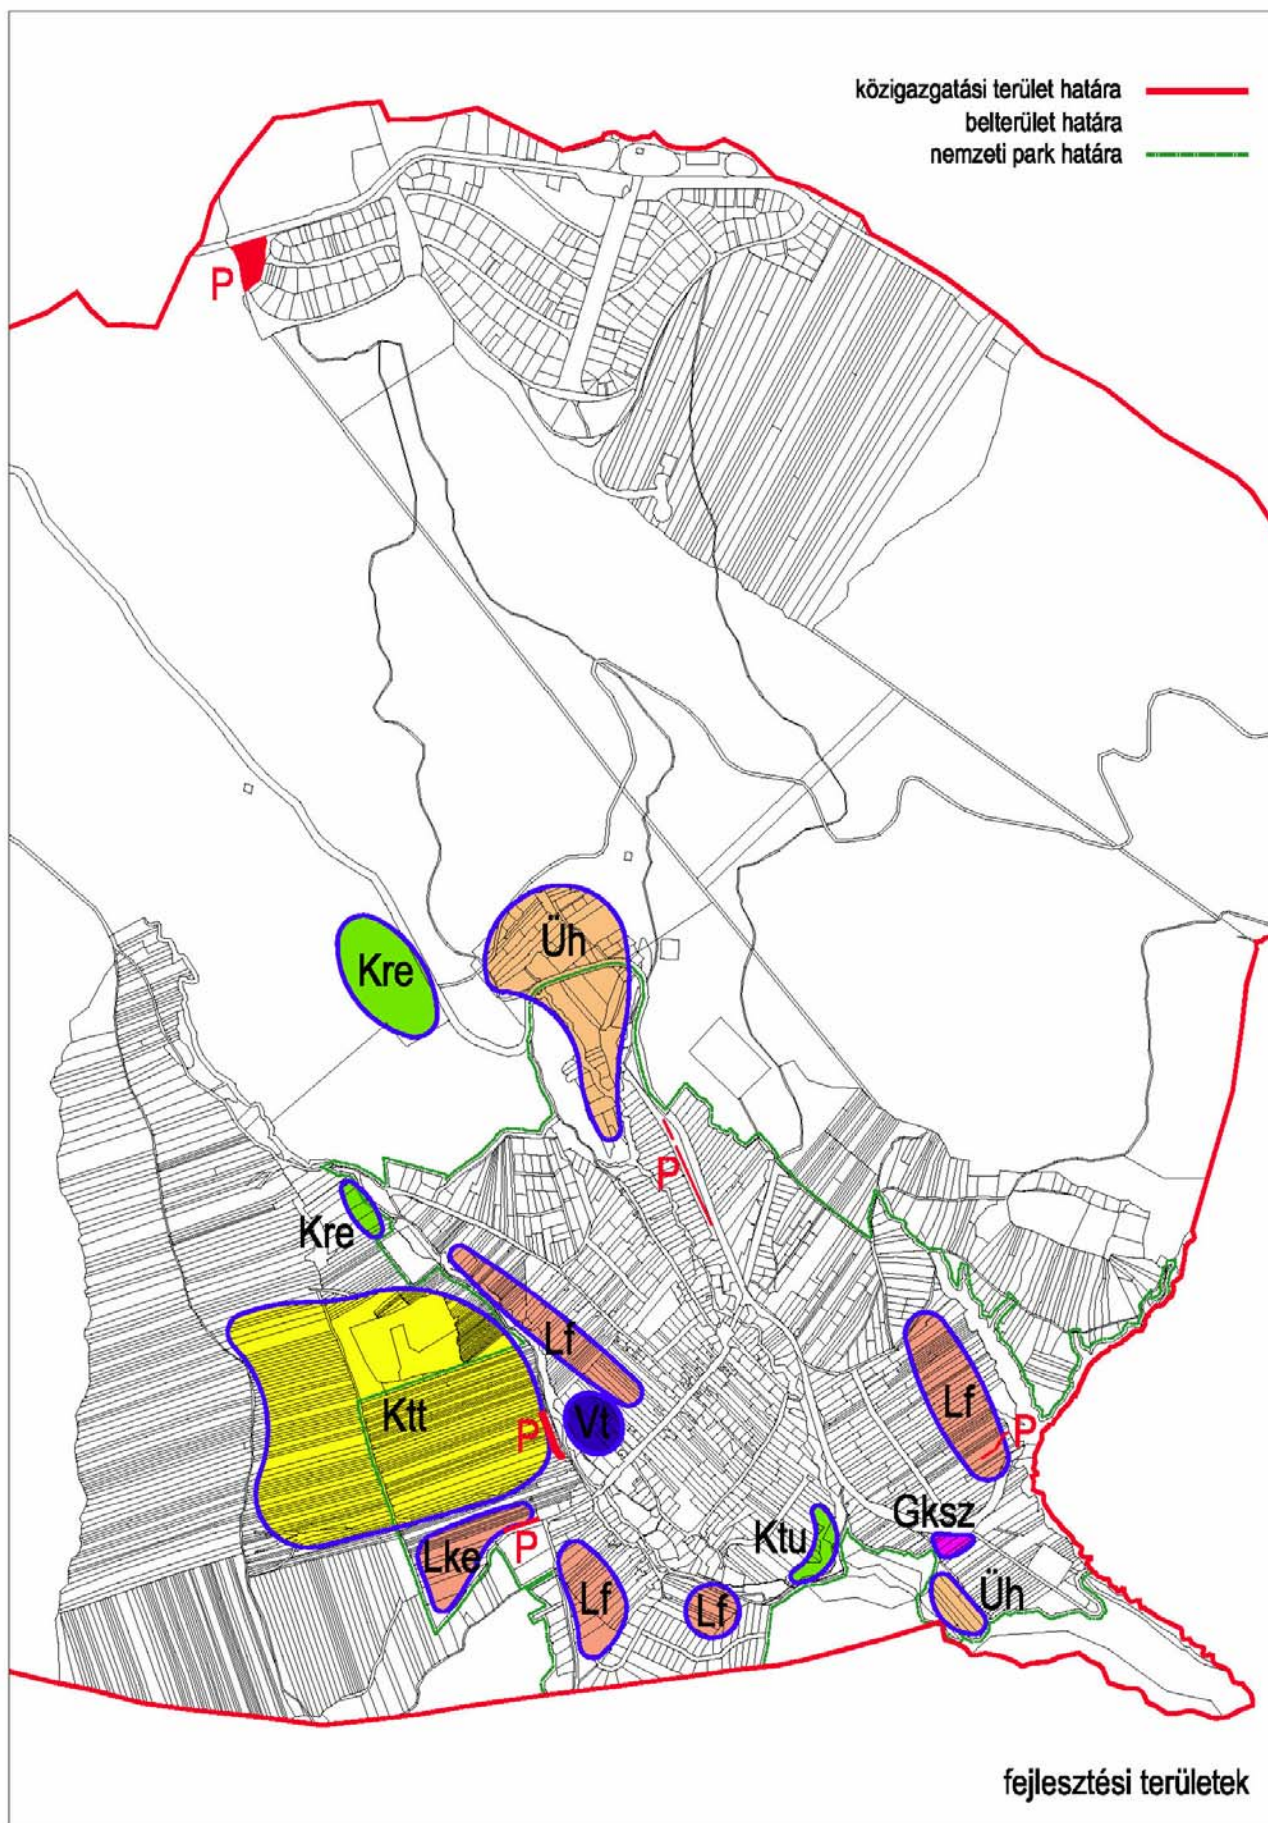 közigazgatási terület határa
belterület határa
nemzeti park határa
P
Üh
Kre
P
Kre
Lf
Lf
Ktt
Vt
P
P
Gksz
Ktu
P
Lke
Üh
Lf
Lf
fejlesztési területek